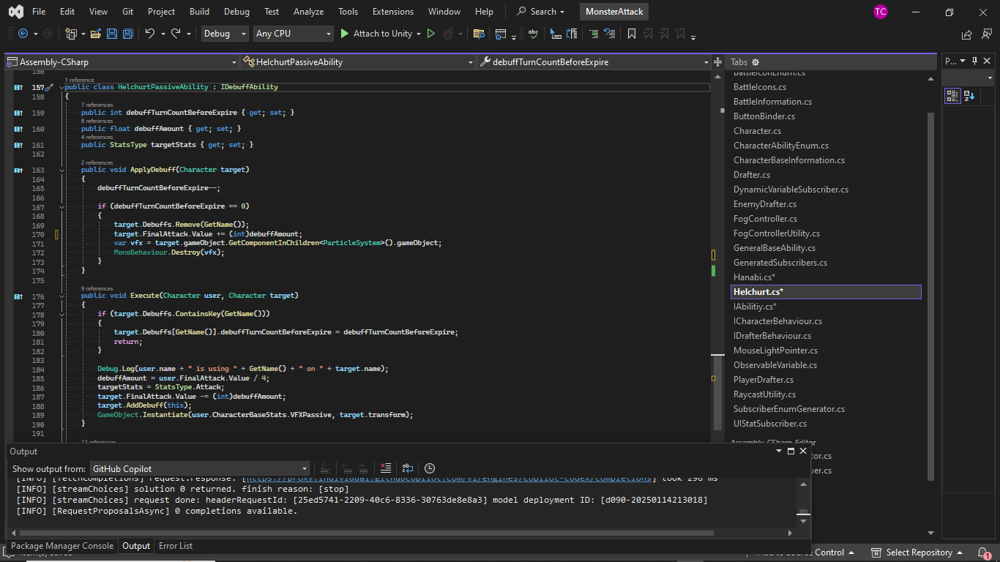 File Edit View Git Project Build Debug Test Analyze Tools Extensions Window Help Search MonsterAttack TC
Debug Any CPU Attach to Unity
Assembly-CSharp HelchurtPassiveAbility debuffTurnCountBeforeExpire
156
1 reference
157 public class HelchurtPassiveAbility : IDebuffAbility
158 {
7 references
159 public int debuffTurnCountBeforeExpire { get; set; }
8 references
160 public float debuffAmount { get; set; }
4 references
161 public StatsType targetStats { get; set; }
162
2 references
163 public void ApplyDebuff(Character target)
164 {
165 debuffTurnCountBeforeExpire--;
166
167 if (debuffTurnCountBeforeExpire == 0)
168 {
169 target.Debuffs.Remove(GetName());
170 target.FinalAttack.Value += (int)debuffAmount;
171 var vfx = target.gameObject.GetComponentInChildren<ParticleSystem>().gameObject;
172 MonoBehaviour.Destroy(vfx);
173 }
174 }
175
9 references
176 public void Execute(Character user, Character target)
177 {
178 if (target.Debuffs.ContainsKey(GetName()))
179 {
180 target.Debuffs[GetName()].debuffTurnCountBeforeExpire = debuffTurnCountBeforeExpire;
181 return;
182 }
183
184 Debug.Log(user.name + " is using " + GetName() + " on " + target.name);
185 debuffAmount = user.FinalAttack.Value / 4;
186 targetStats = StatsType.Attack;
187 target.FinalAttack.Value -= (int)debuffAmount;
188 target.AddDebuff(this);
189 GameObject.Instantiate(user.CharacterBaseStats.VFXPassive, target.transform);
190 }
191
13 references
Tabs
BattleIconEnum.cs
BattleIcons.cs
BattleInformation.cs
ButtonBinder.cs
Character.cs
CharacterAbilityEnum.cs
CharacterBaseInformation.cs
Drafter.cs
DynamicVariableSubscriber.cs
EnemyDrafter.cs
FogController.cs
FogControllerUtility.cs
GeneralBaseAbility.cs
GeneratedSubscribers.cs
Hanabi.cs*
Helchurt.cs*
IAbilitiy.cs*
ICharacterBehaviour.cs
IDrafterBehaviour.cs
MouseLightPointer.cs
ObservableVariable.cs
PlayerDrafter.cs
RaycastUtility.cs
SubscriberEnumGenerator.cs
UIStatSubscriber.cs
Assembly-CSharp-Editor
tor.cs
ver.cs
P...
Output
Show output from: GitHub Copilot
[INFO] [fetchCompletions] request.response: [https://proxy.individual.githubcopilot.com/v1/engines/copilot-codex/completions] took 296 ms
[INFO] [streamChoices] solution 0 returned. finish reason: [stop]
[INFO] [streamChoices] request done: headerRequestId: [25ed5741-2209-40c6-8336-30763de8e8a3] model deployment ID: [d090-20250114213018]
[INFO] [RequestProposalsAsync] 0 completions available.
Package Manager Console Output Error List
Item(s) Saved Add to Source Control Select Repository 1